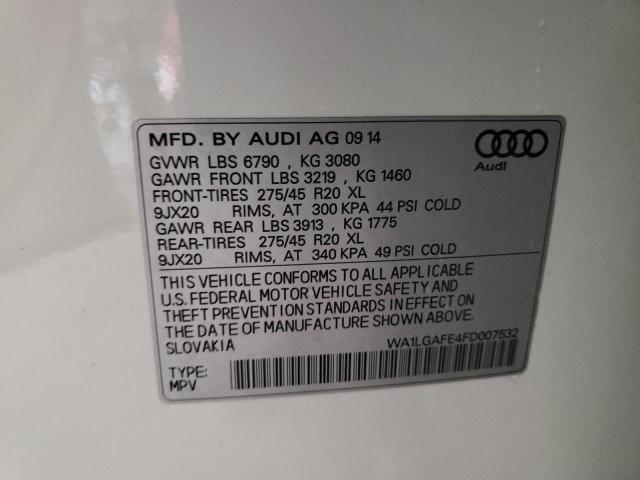 MFD. BY AUDI AG 09 14
GVWR LBS 6790 , KG 3080
GAWR FRONT LBS 3219 , KG 1460
FRONT-TIRES 275/45 R20 XL
9JX20 RIMS, AT 300 KPA 44 PSI COLD
GAWR REAR LBS 3913 , KG 1775
REAR-TIRES 275/45 R20 XL
9JX20 RIMS, AT 340 KPA 49 PSI COLD
Audi
THIS VEHICLE CONFORMS TO ALL APPLICABLE
U.S. FEDERAL MOTOR VEHICLE SAFETY AND
THEFT PREVENTION STANDARDS IN EFFECT ON
THE DATE OF MANUFACTURE SHOWN ABOVE.
SLOVAKIA WA1LGAFE4FD007532
TYPE:
MPV